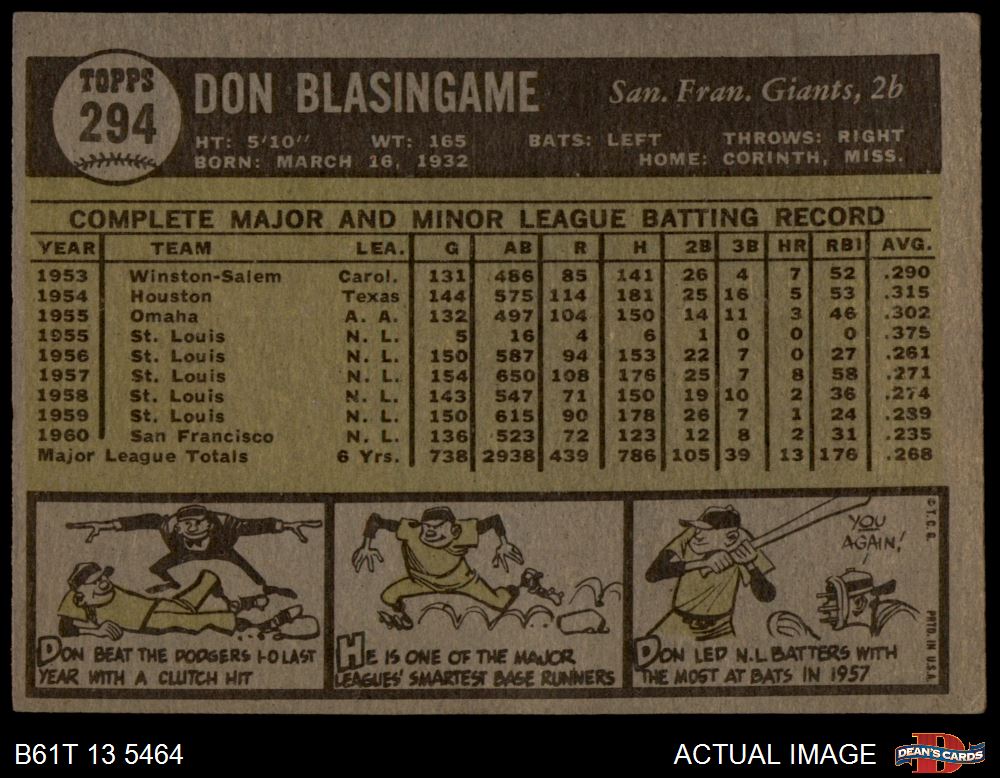 TOPPS
294
DON BLASINGAME
San. Fran. Giants, 2b
HT: 5'10" WT: 165 BATS: LEFT THROWS: RIGHT
BORN: MARCH 16, 1932 HOME: CORINTH, MISS.
COMPLETE MAJOR AND MINOR LEAGUE BATTING RECORD
YEAR TEAM LEA. G AB R H 2B 3B HR RBI AVG.
1953 Winston-Salem Carol. 131 486 85 141 26 4 7 52 .290
1954 Houston Texas 144 575 114 181 25 16 5 53 .315
1955 Omaha A. A. 132 497 104 150 14 11 3 46 .302
1955 St. Louis N. L. 5 16 4 6 1 0 0 0 .375
1956 St. Louis N. L. 150 587 94 153 22 7 0 27 .261
1957 St. Louis N. L. 154 650 108 176 25 7 8 58 .271
1958 St. Louis N. L. 143 547 71 150 19 10 2 36 .274
1959 St. Louis N. L. 150 615 90 178 26 7 1 24 .289
1960 San Francisco N. L. 136 523 72 123 12 8 2 31 .235
Major League Totals 6 Yrs. 738 2938 439 786 105 39 13 176 .268
DON BEAT THE DODGERS 1-0 LAST
YEAR WITH A CLUTCH HIT
HE IS ONE OF THE MAJOR
LEAGUES' SMARTEST BASE RUNNERS
YOU
AGAIN!
DON LED N.L. BATTERS WITH
THE MOST AT BATS IN 1957
© T. C. G.
PRTD. IN U.S.A.
B61T 13 5464
ACTUAL IMAGE
D
DEAN'S CARDS